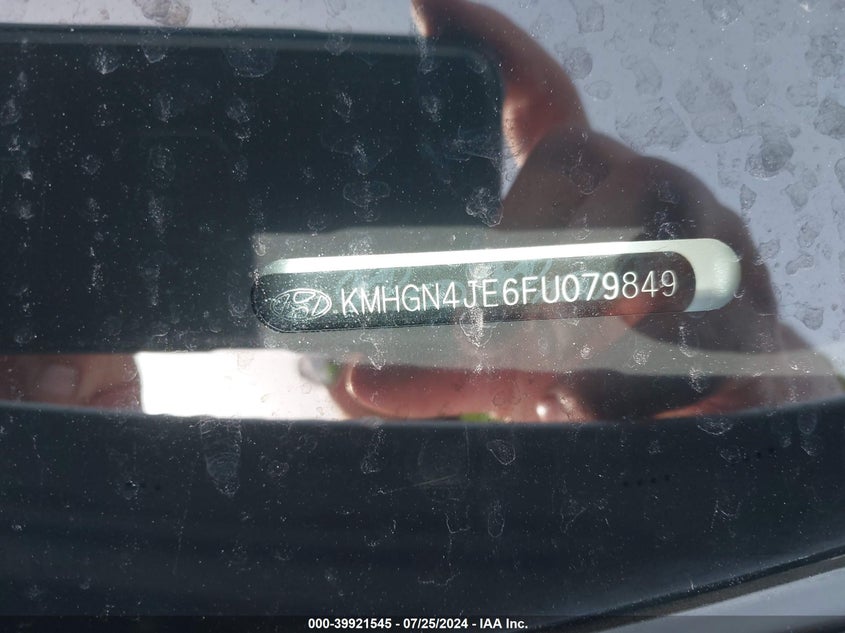 KMHGN4JE6FU079849
000-39921545 / 07/25/2024 - IAA Inc.